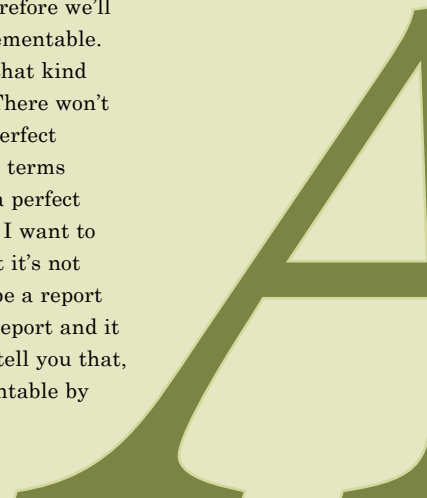 refore we'll
ementable.
hat kind
There won't
erfect
terms
perfect
I want to
it's not
be a report
eport and it
tell you that,
ntable by
A